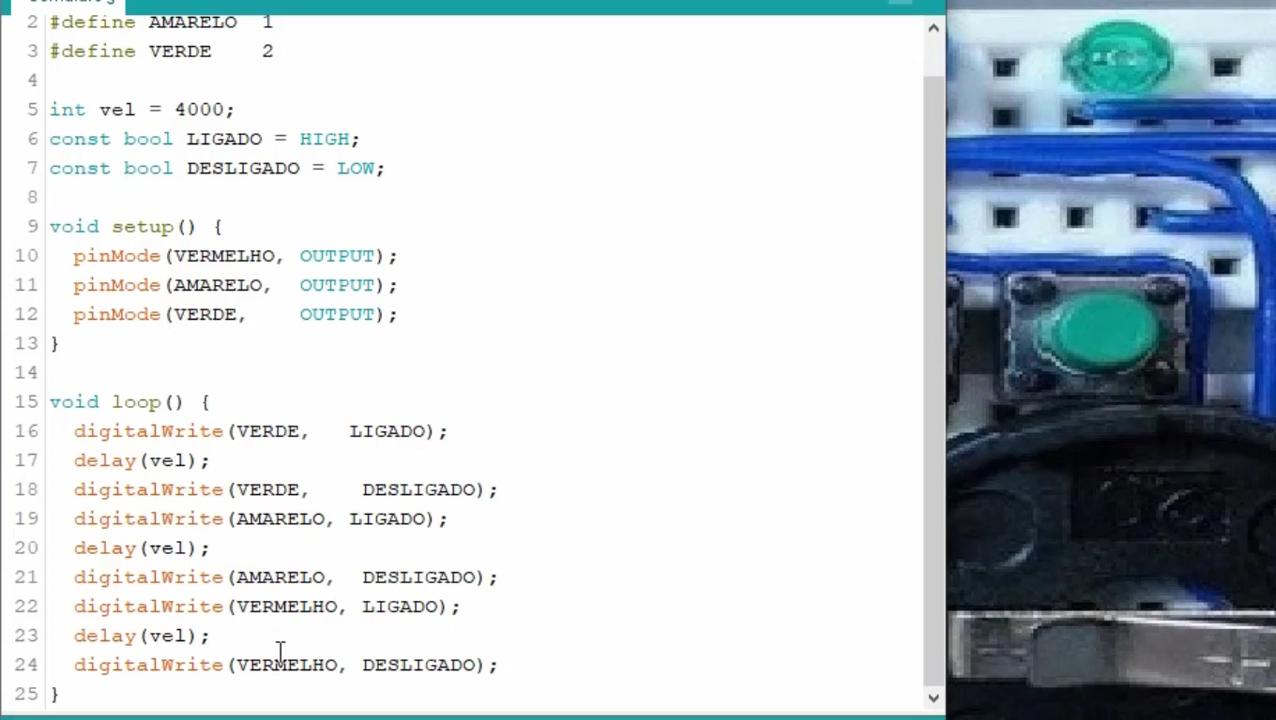 2 #define AMARELO  1
3 #define VERDE    2
4
5 int vel = 4000;
6 const bool LIGADO = HIGH;
7 const bool DESLIGADO = LOW;
8
9 void setup() {
10   pinMode(VERMELHO, OUTPUT);
11   pinMode(AMARELO,  OUTPUT);
12   pinMode(VERDE,    OUTPUT);
13 }
14
15 void loop() {
16   digitalWrite(VERDE,   LIGADO);
17   delay(vel);
18   digitalWrite(VERDE,    DESLIGADO);
19   digitalWrite(AMARELO, LIGADO);
20   delay(vel);
21   digitalWrite(AMARELO,  DESLIGADO);
22   digitalWrite(VERMELHO, LIGADO);
23   delay(vel);
24   digitalWrite(VERMELHO, DESLIGADO);
25 }